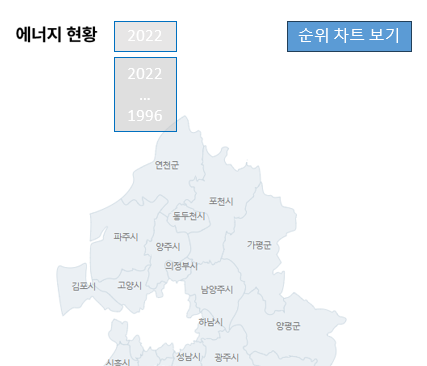 에너지 현황
2022
순위 차트 보기
2022
...
1996
연천군
포천시
동두천시
파주시
양주시
가평군
의정부시
김포시
고양시
남양주시
하남시
양평군
시흥시
성남시
광주시